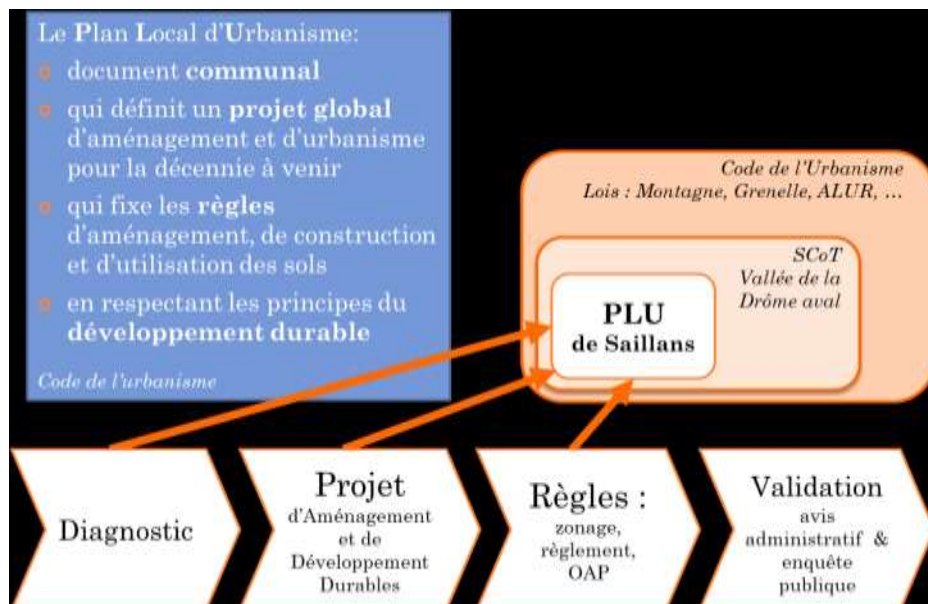 Le Plan Local d'Urbanisme:
document communal
qui définit un projet global
d'aménagement et d'urbanisme
pour la décennie à venir
qui fixe les règles
d'aménagement, de construction
et d'utilisation des sols
en respectant les principes du
développement durable
Code de l'urbanisme
Code de l'Urbanisme
Lois : Montagne, Grenelle, ALUR, ...
SCoT
Vallée de la
Drôme aval
PLU
de Saillans
Diagnostic
Projet
d'Aménagement
et de
Développement
Durables
Règles :
zonage,
règlement,
OAP
Validation
avis
administratif &
enquête
publique